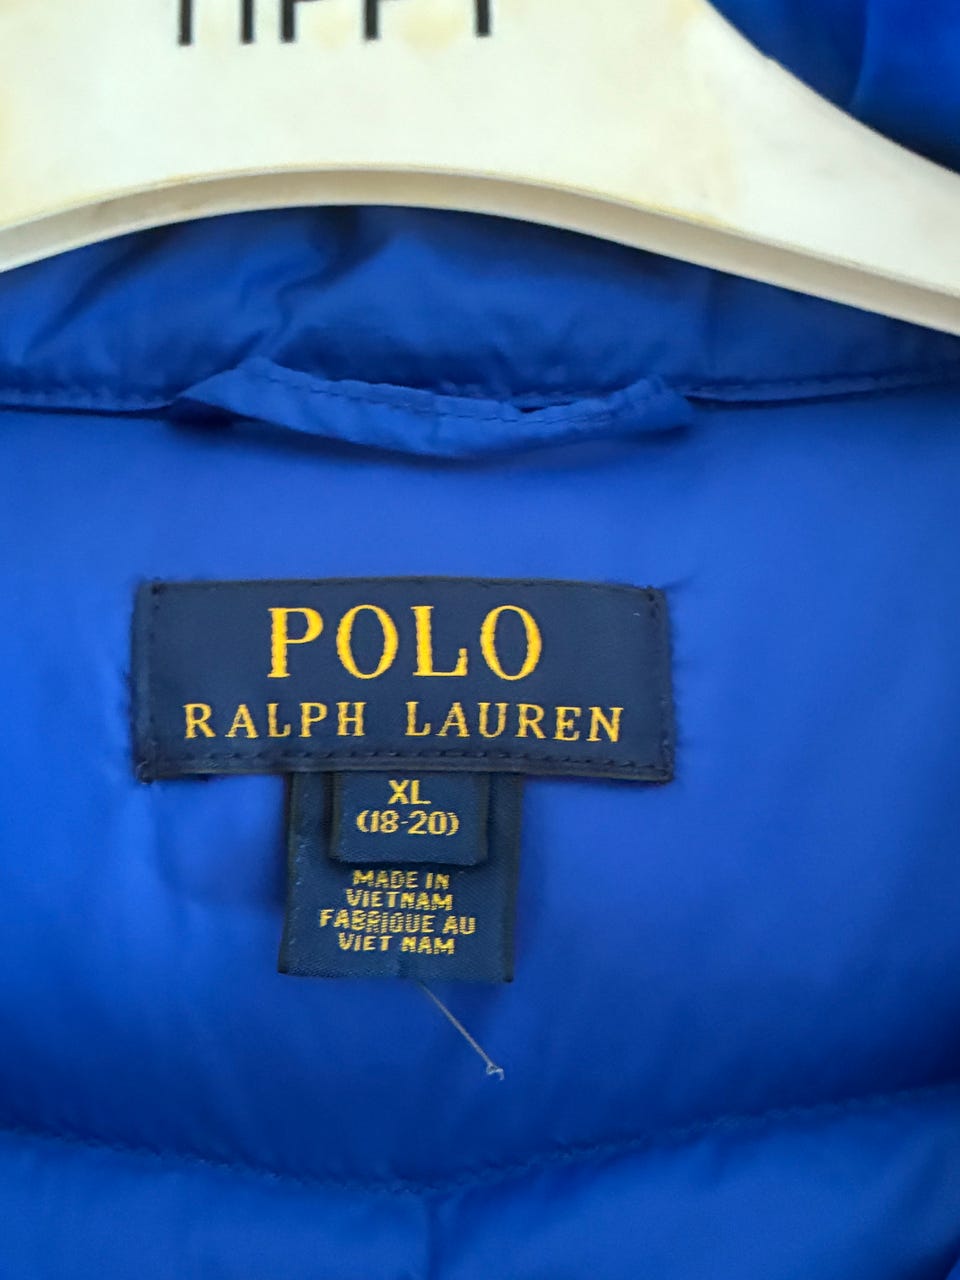 POLO
RALPH LAUREN
XL
(18-20)
MADE IN
VIETNAM
FABRIQUE AU
VIET NAM